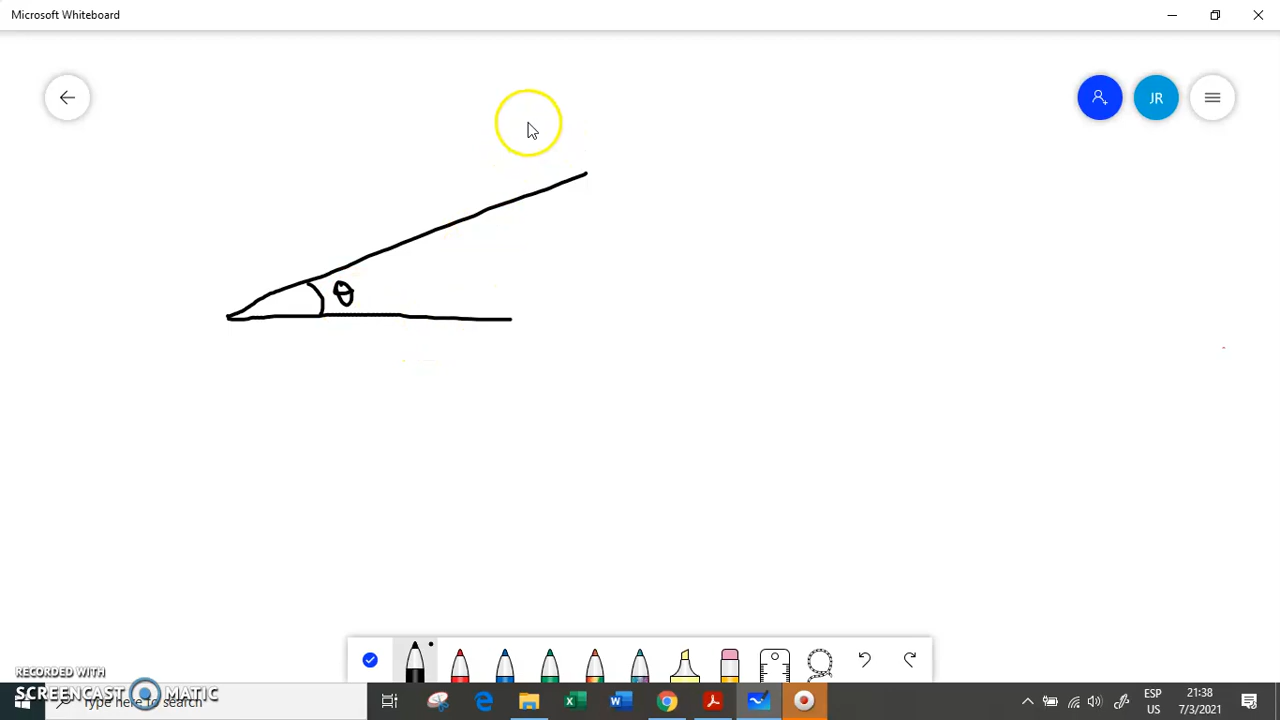 Microsoft Whiteboard
JR
θ
RECORDED WITH
SCREENCAST MATIC
Type here to search
ESP
US
21:38
7/3/2021